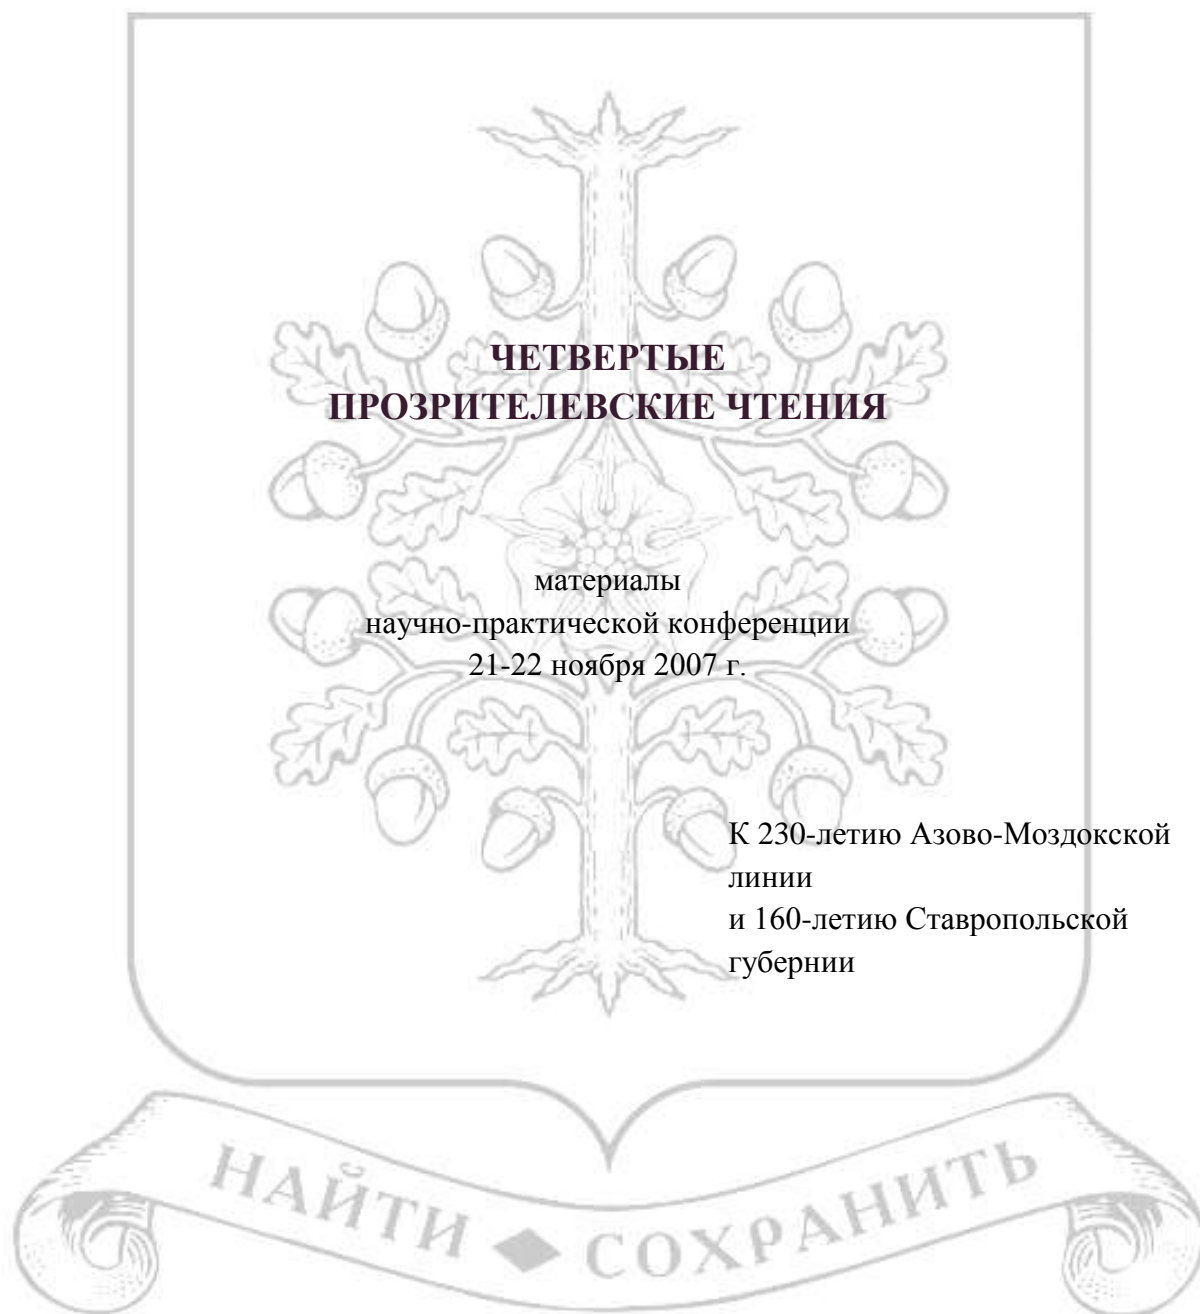 ЧЕТВЕРТЫЕ
ПРОЗРИТЕЛЕВСКИЕ ЧТЕНИЯ
материалы
научно-практической конференции
21-22 ноября 2007 г.
К 230-летию Азово-Моздокской
линии
и 160-летию Ставропольской
губернии
НАЙТИ ◆ СОХРАНИТЬ